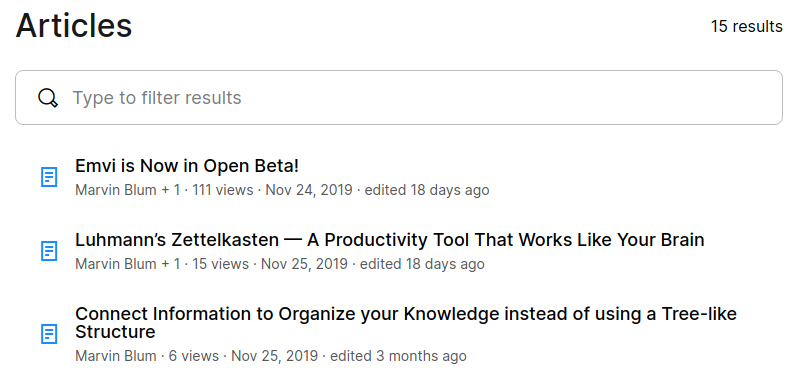 Articles
15 results
Type to filter results
Emvi is Now in Open Beta!
Marvin Blum + 1 · 111 views · Nov 24, 2019 · edited 18 days ago
Luhmann’s Zettelkasten — A Productivity Tool That Works Like Your Brain
Marvin Blum + 1 · 15 views · Nov 25, 2019 · edited 18 days ago
Connect Information to Organize your Knowledge instead of using a Tree-like
Structure
Marvin Blum · 6 views · Nov 25, 2019 · edited 3 months ago